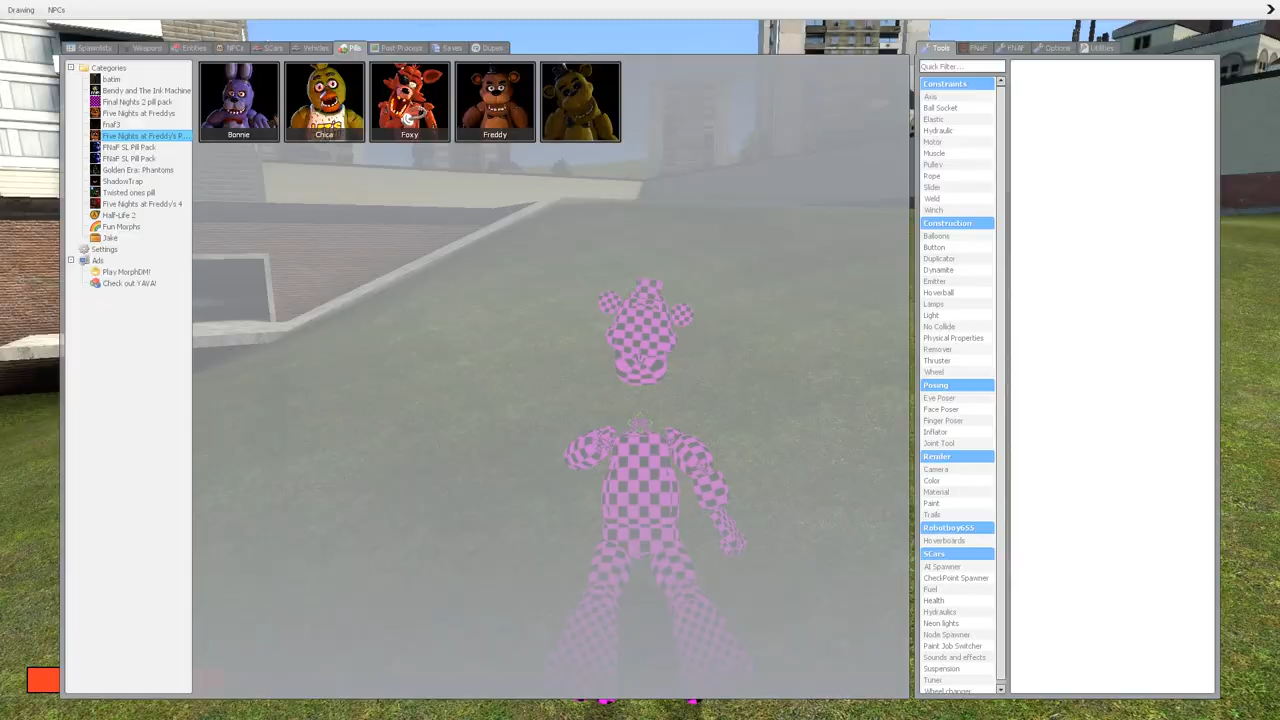 Drawing NPCs
Spawnlists Weapons Entities NPCs SCars Vehicles Pills Post Process Saves Dupes
Tools FNaF FNAF Options Utilities
Categories
batim
Bendy and The Ink Machine
Final Nights 2 pill pack
Five Nights at Freddys
fnaf3
Five Nights at Freddy's P...
FNaF SL Pill Pack
FNaF SL Pill Pack
Golden Era: Phantoms
ShadowTrap
Twisted ones pill
Five Nights at Freddy's 4
Half-Life 2
Fun Morphs
Jake
Settings
Ads
Play MorphDM!
Check out YAVA!
Bonnie Chica Foxy Freddy
Quick Filter...
Constraints
Axis
Ball Socket
Elastic
Hydraulic
Motor
Muscle
Pulley
Rope
Slider
Weld
Winch
Construction
Balloons
Button
Duplicator
Dynamite
Emitter
Hoverball
Lamps
Light
No Collide
Physical Properties
Remover
Thruster
Wheel
Posing
Eye Poser
Face Poser
Finger Poser
Inflator
Joint Tool
Render
Camera
Color
Material
Paint
Trails
Robotboy655
Hoverboards
SCars
AI Spawner
CheckPoint Spawner
Fuel
Health
Hydraulics
Neon lights
Node Spawner
Paint Job Switcher
Sounds and effects
Suspension
Tuner
Wheel changer